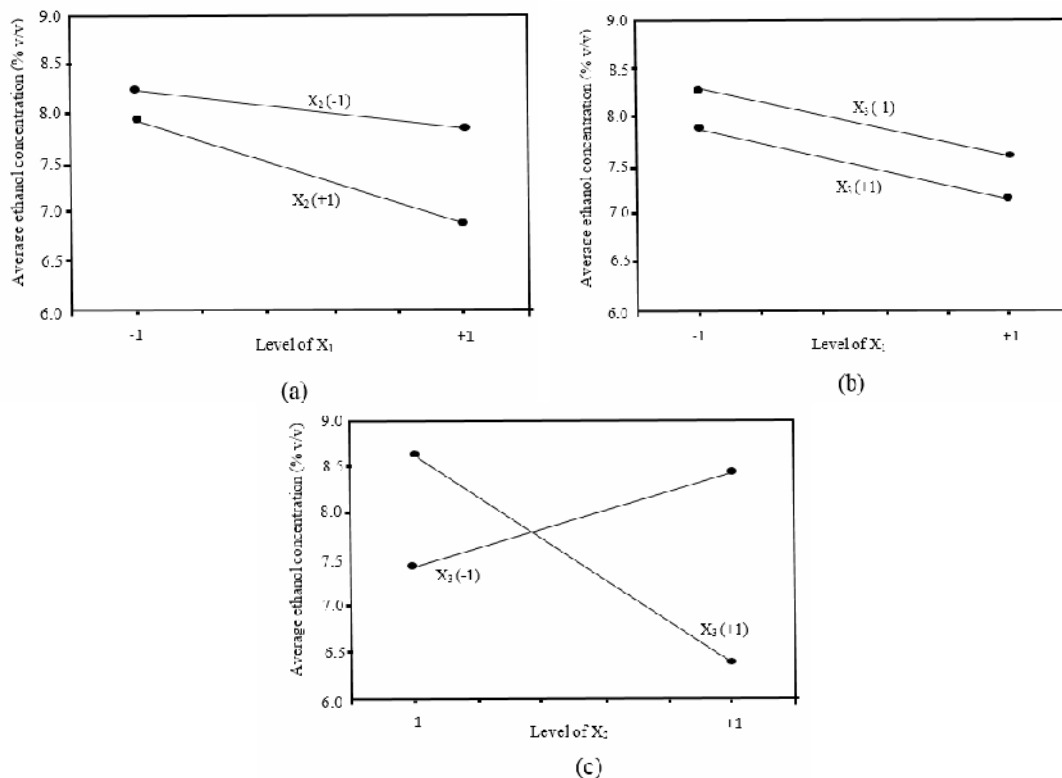 Average ethanol concentration (% v/v)
9.0
8.5
8.0
7.5
7.0
6.5
6.0
X₂ (-1)
X₂ (+1)
-1
+1
Level of X₁
(a)
Average ethanol concentration (% v/v)
9.0
8.5
8.0
7.5
7.0
6.5
6.0
-1
+1
(b)
Average ethanol concentration (% v/v)
9.0
8.5
8.0
7.5
7.0
6.5
6.0
X₃ (-1)
X₃ (+1)
1
+1
Level of X₂
(c)